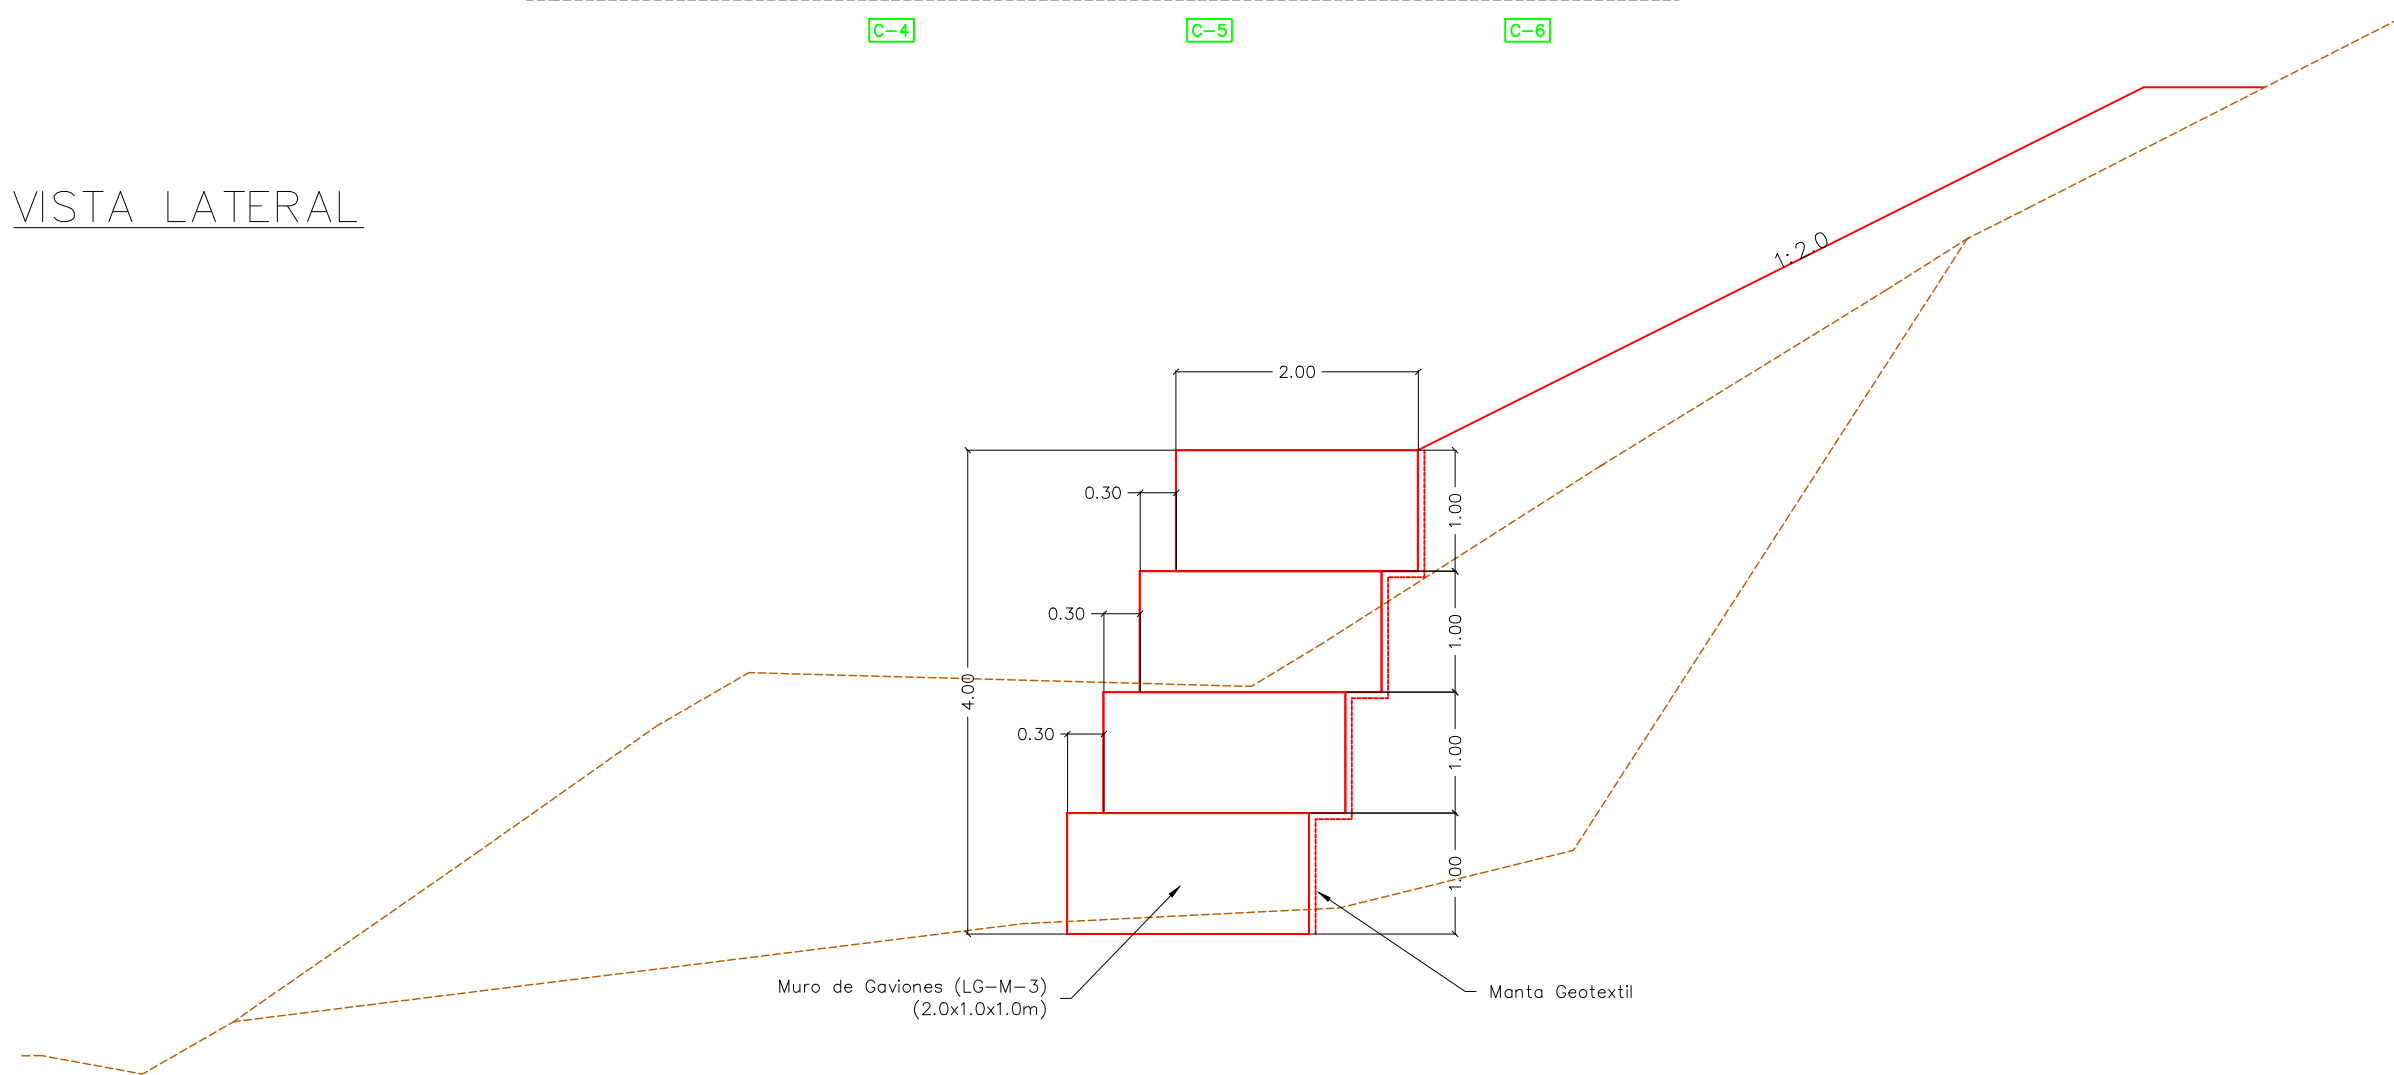 C-4
C-5
C-6
VISTA LATERAL
1:2.0
2.00
0.30
1.00
0.30
1.00
4.00
0.30
1.00
1.00
Muro de Gaviones (LG-M-3)
(2.0x1.0x1.0m)
Manta Geotextil